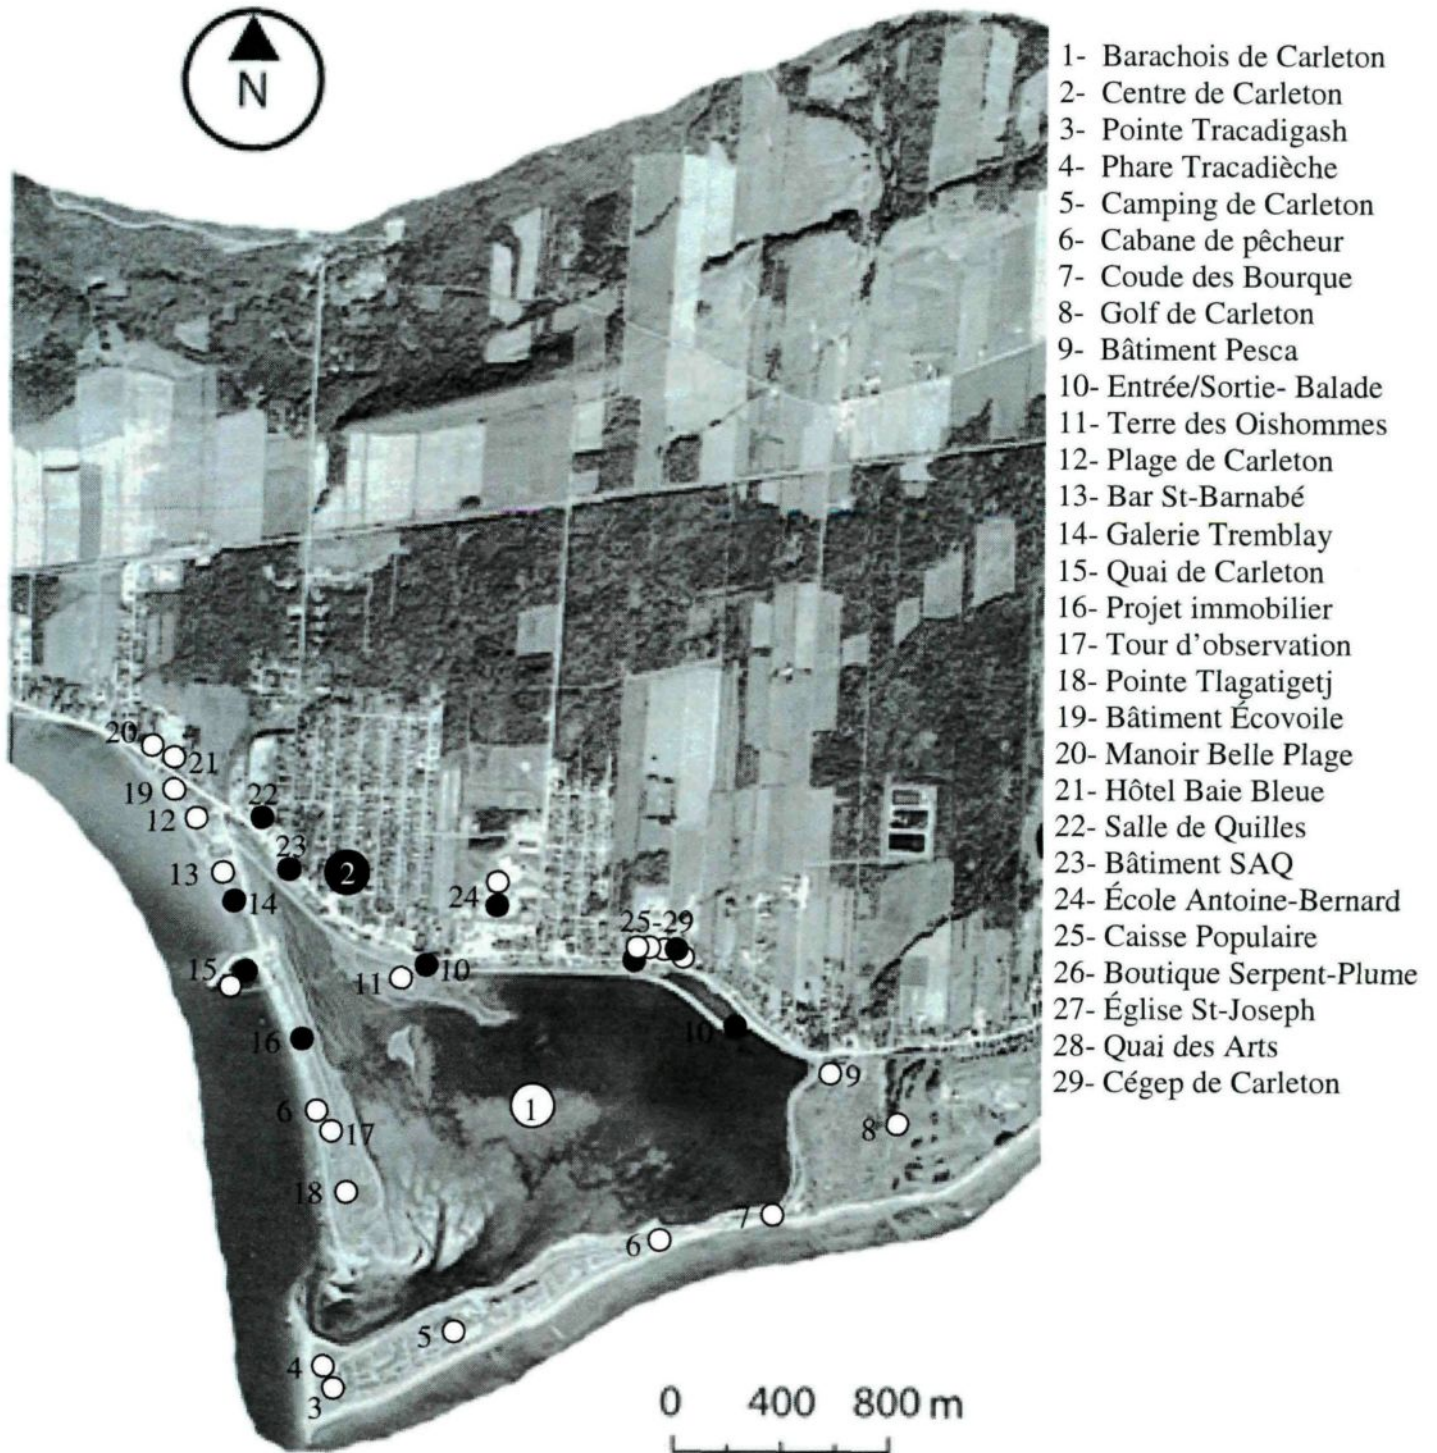 N
1- Barachois de Carleton
2- Centre de Carleton
3- Pointe Tracadigash
4- Phare Tracadièche
5- Camping de Carleton
6- Cabane de pêcheur
7- Coude des Bourque
8- Golf de Carleton
9- Bâtiment Pesca
10- Entrée/Sortie- Balade
11- Terre des Oishommes
12- Plage de Carleton
13- Bar St-Barnabé
14- Galerie Tremblay
15- Quai de Carleton
16- Projet immobilier
17- Tour d'observation
18- Pointe Tlagatigetj
19- Bâtiment Écovoile
20- Manoir Belle Plage
21- Hôtel Baie Bleue
22- Salle de Quilles
23- Bâtiment SAQ
24- École Antoine-Bernard
25- Caisse Populaire
26- Boutique Serpent-Plume
27- Église St-Joseph
28- Quai des Arts
29- Cégep de Carleton
20
21
19
22
12
23
13
2
14
24
25-29
15
11
10
16
10
9
6
1
17
8
18
7
6
5
4
3
0 400 800 m